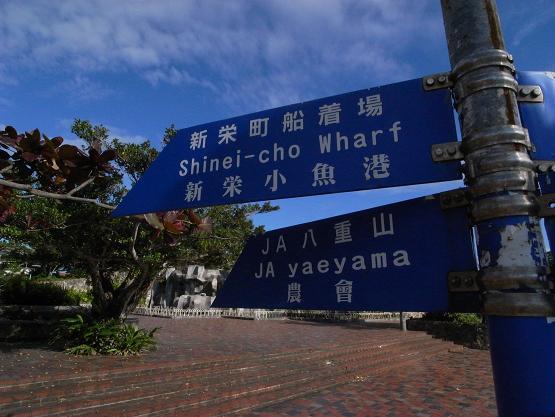 新栄町船着場
Shinei-cho Wharf
新栄小魚港
JA八重山
JA yaeyama
農會